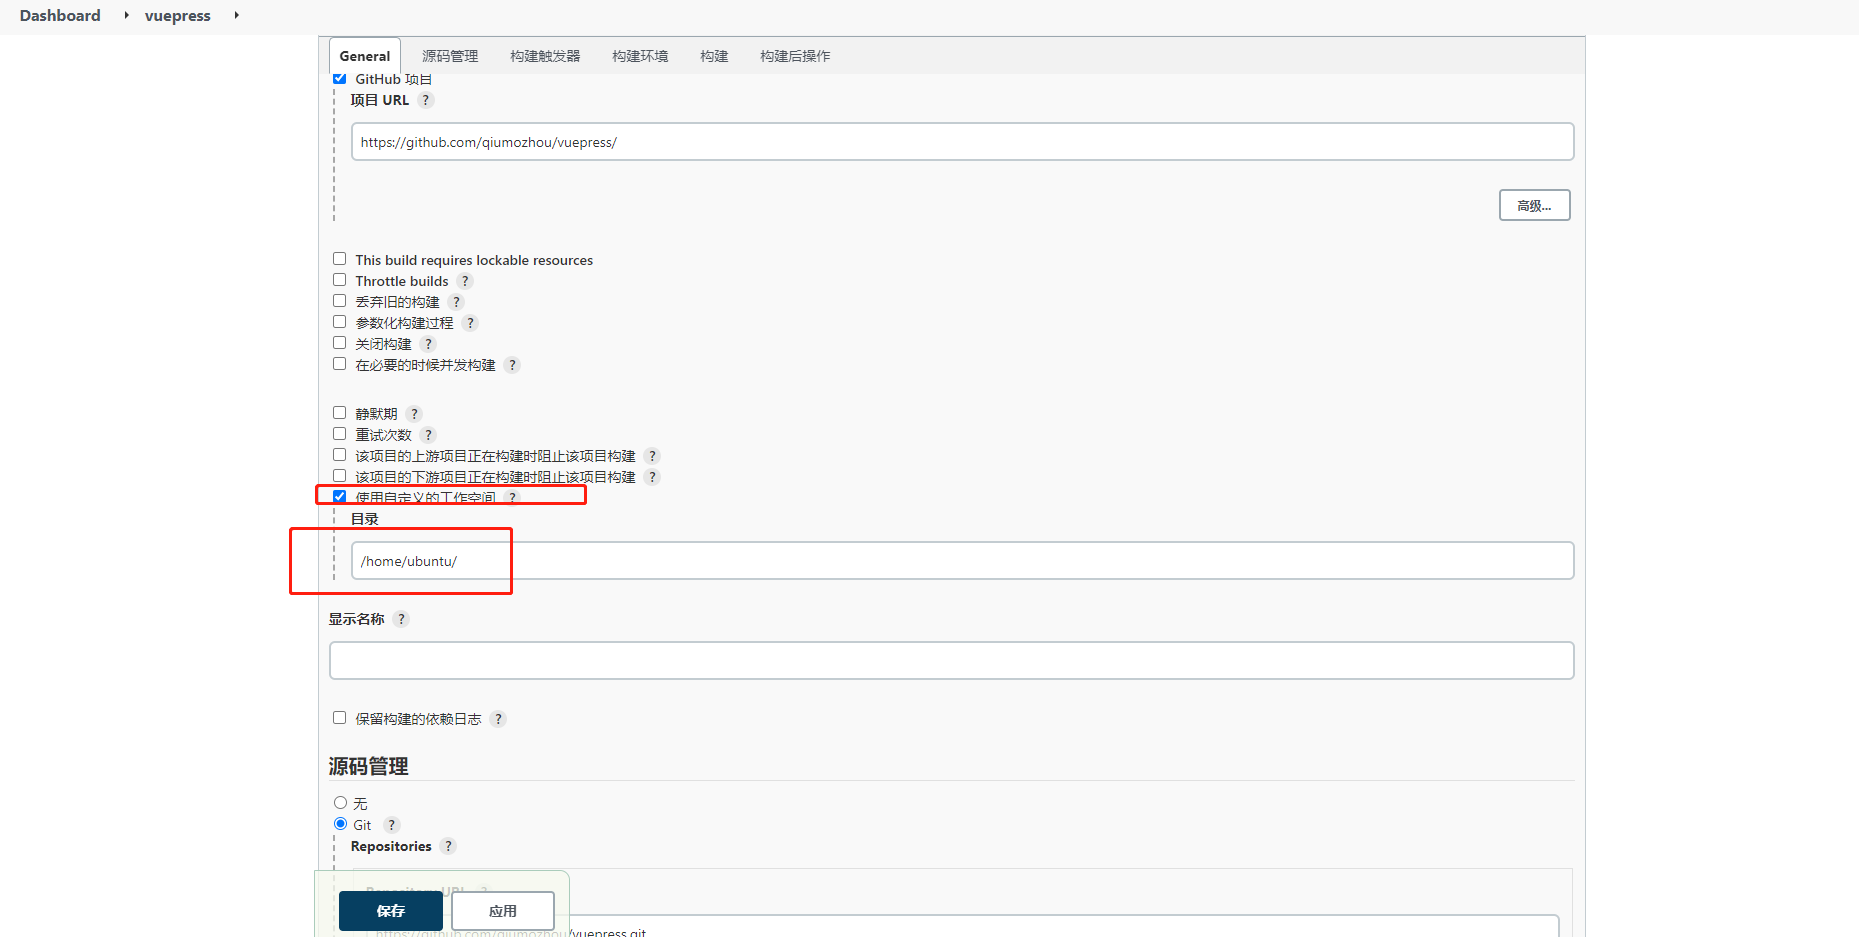 Dashboard vuepress
General 源码管理 构建触发器 构建环境 构建 构建后操作
GitHub 项目
项目 URL ?
https://github.com/qiumozhou/vuepress/
高级...
This build requires lockable resources
Throttle builds ?
丢弃旧的构建 ?
参数化构建过程 ?
关闭构建 ?
在必要的时候并发构建 ?
静默期 ?
重试次数 ?
该项目的上游项目正在构建时阻止该项目构建 ?
该项目的下游项目正在构建时阻止该项目构建 ?
使用自定义的工作空间 ?
目录
/home/ubuntu/
显示名称 ?
保留构建的依赖日志 ?
源码管理
无
Git ?
Repositories ?
Repository URL ?
保存 应用
https://github.com/qiumozhou/vuepress.git